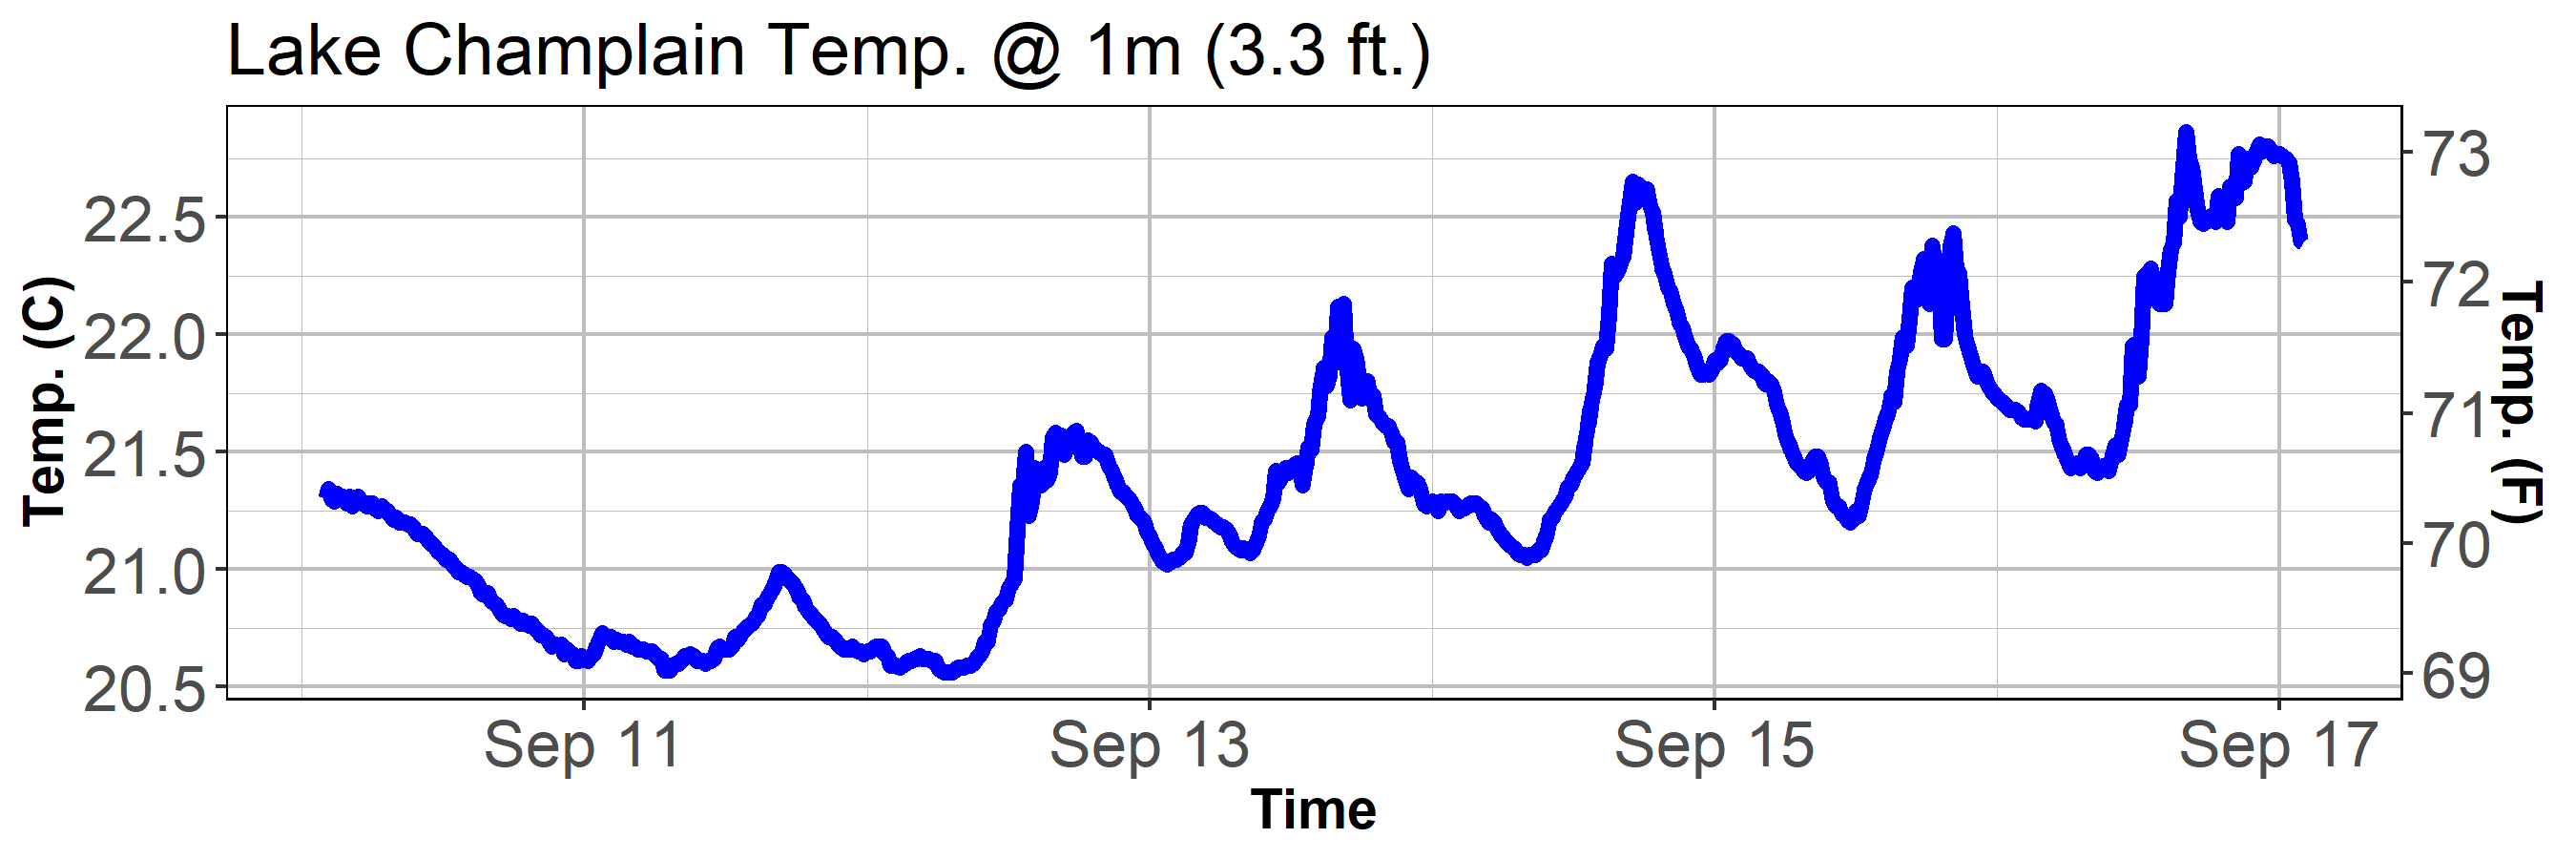 Lake Champlain Temp. @ 1m (3.3 ft.)
Temp. (C)
22.5
22.0
21.5
21.0
20.5
73
72
71
70
69
Temp. (F)
Sep 11
Sep 13
Sep 15
Sep 17
Time